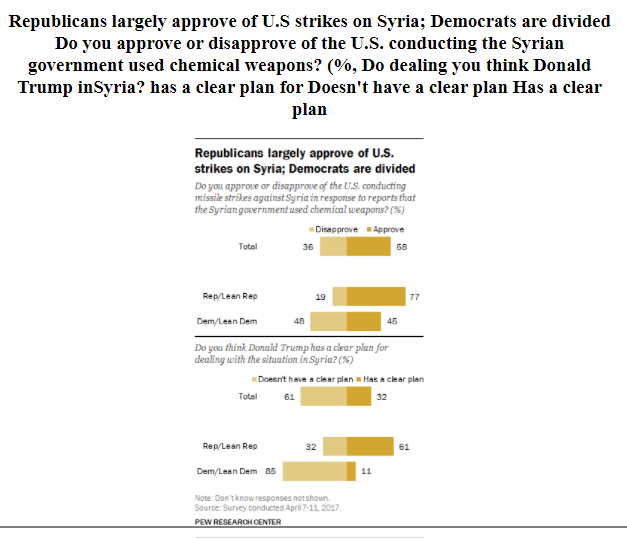 Republicans largely approve of U.S strikes on Syria; Democrats are divided
Do you approve or disapprove of the U.S. conducting the Syrian
government used chemical weapons? (%, Do dealing you think Donald
Trump inSyria? has a clear plan for Doesn't have a clear plan Has a clear
plan
Republicans largely approve of U.S.
strikes on Syria; Democrats are divided
Do you approve or disapprove of the U.S. conducting
missile strikes against Syria in response to reports that
the Syrian government used chemical weapons? (%)
Disapprove Approve
Total 36 58
Rep/Lean Rep 19 77
Dem/Lean Dem 48 45
Do you think Donald Trump has a clear plan for
dealing with the situation in Syria? (%)
Doesn't have a clear plan Has a clear plan
Total 61 32
Rep/Lean Rep 32 61
Dem/Lean Dem 85 11
Note: Don't know responses not shown.
Source: Survey conducted April 7-11, 2017.
PEW RESEARCH CENTER